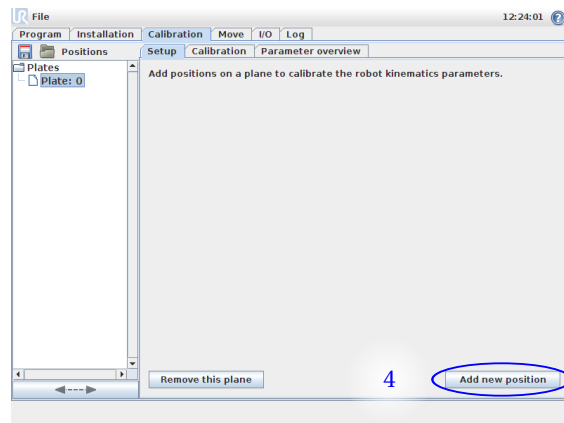 UR File 12:24:01 ?
Program Installation Calibration Move I/O Log
Positions Setup Calibration Parameter overview
Plates
Plate: 0
Add positions on a plane to calibrate the robot kinematics parameters.
Remove this plane 4 Add new position